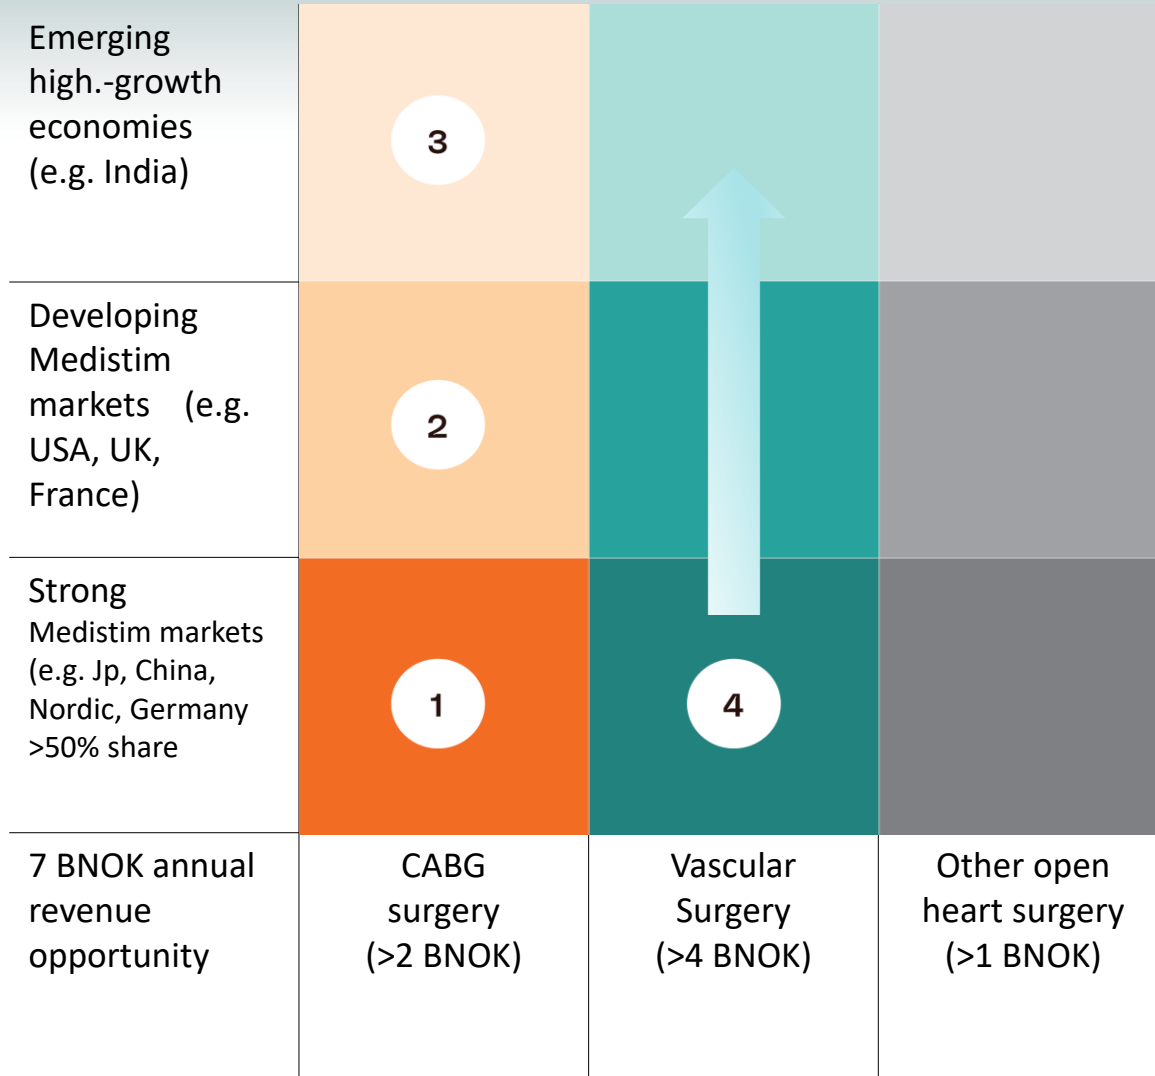 Emerging
high.-growth
economies
(e.g. India)
3
Developing
Medistim
markets (e.g.
USA, UK,
France)
2
Strong
Medistim markets
(e.g. Jp, China,
Nordic, Germany
>50% share
1
4
7 BNOK annual
revenue
opportunity
CABG
surgery
(>2 BNOK)
Vascular
Surgery
(>4 BNOK)
Other open
heart surgery
(>1 BNOK)